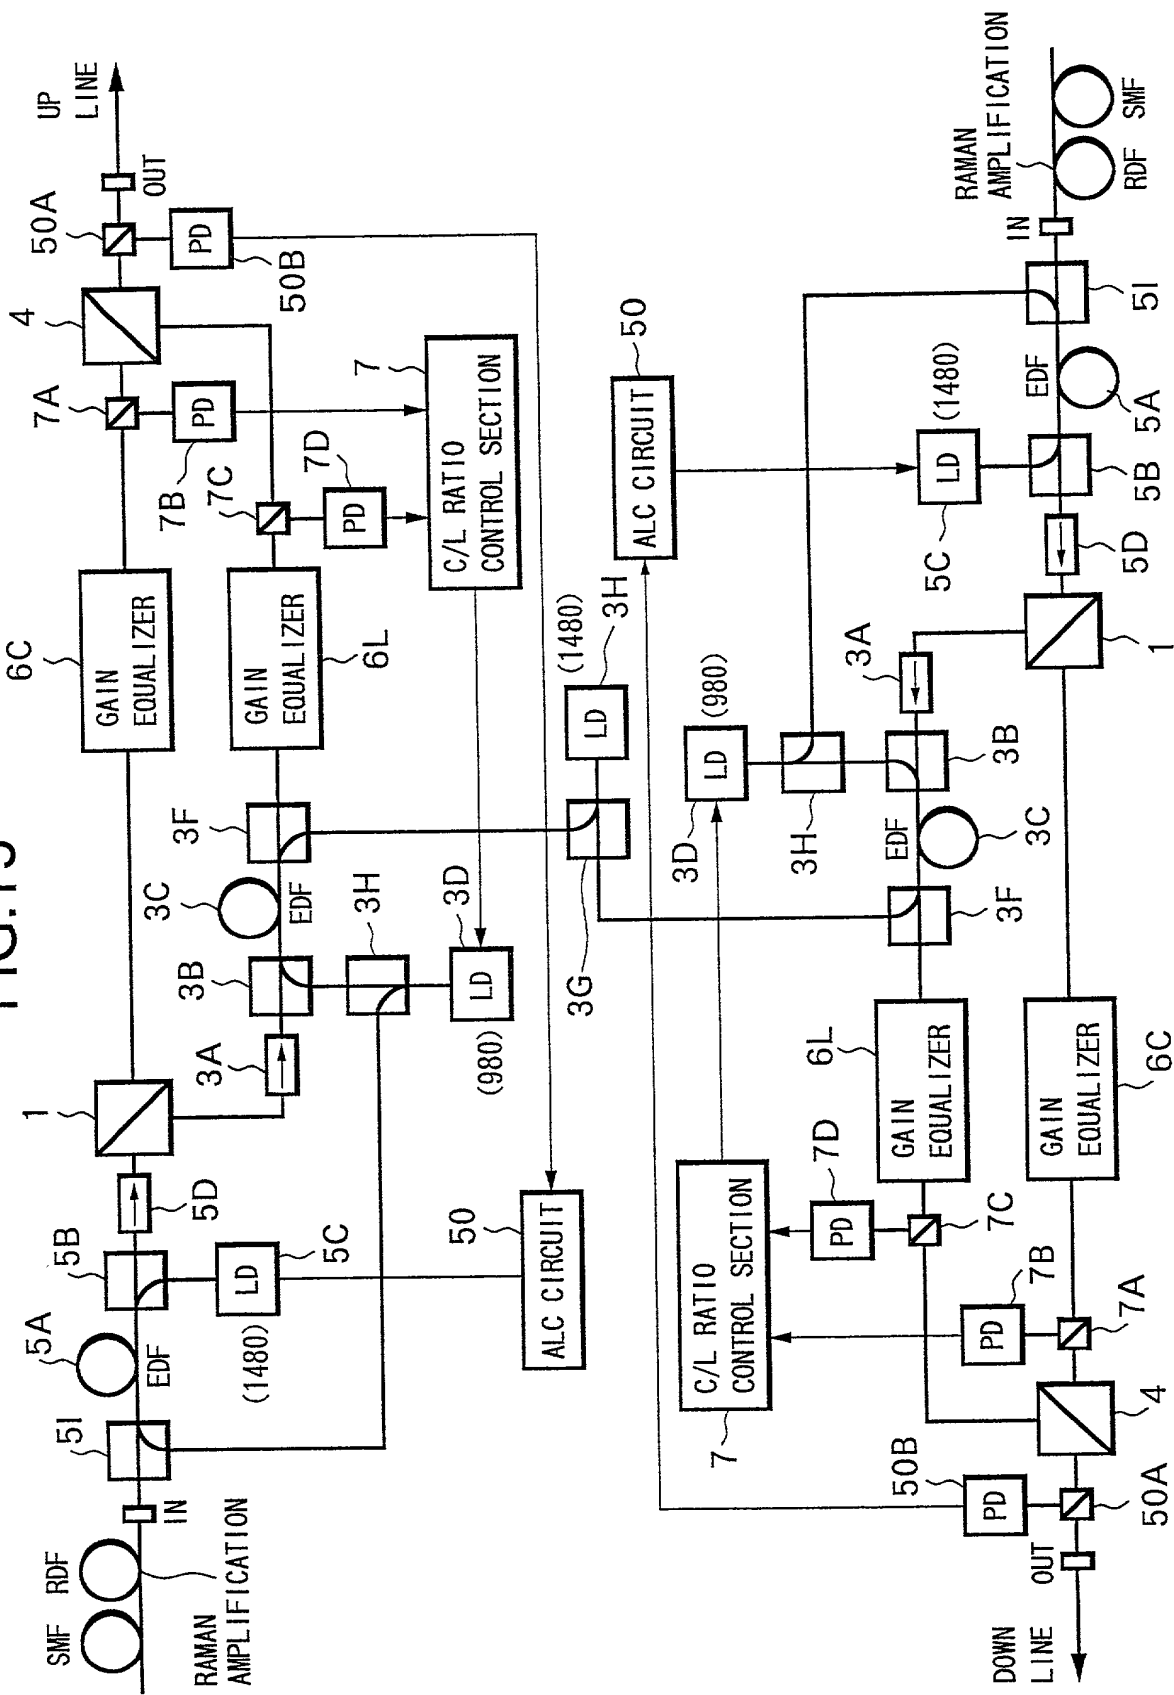 UP
LINE
OUT
50A
PD
50B
4
7A
PD
7B
7C
7D
PD
7
C/L RATIO
CONTROL SECTION
6C
GAIN
EQUALIZER
GAIN
EQUALIZER
6L
3F
3C
EDF
3H
3B
3D
LD
(980)
3A
1
5D
5B
5C
LD
(1480)
50
ALC CIRCUIT
5A
EDF
5I
IN
SMF
RDF
RAMAN
AMPLIFICATION
(1480)
3H
LD
3G
RAMAN
AMPLIFICATION
SMF
RDF
IN
5I
50
ALC CIRCUIT
EDF
5A
(1480)
LD
5C
5B
5D
1
3A
(980)
LD
3D
3H
3B
EDF
3C
3F
6L
GAIN
EQUALIZER
GAIN
EQUALIZER
6C
7D
PD
7C
C/L RATIO
CONTROL SECTION
7
7B
PD
7A
4
50B
PD
50A
OUT
DOWN
LINE